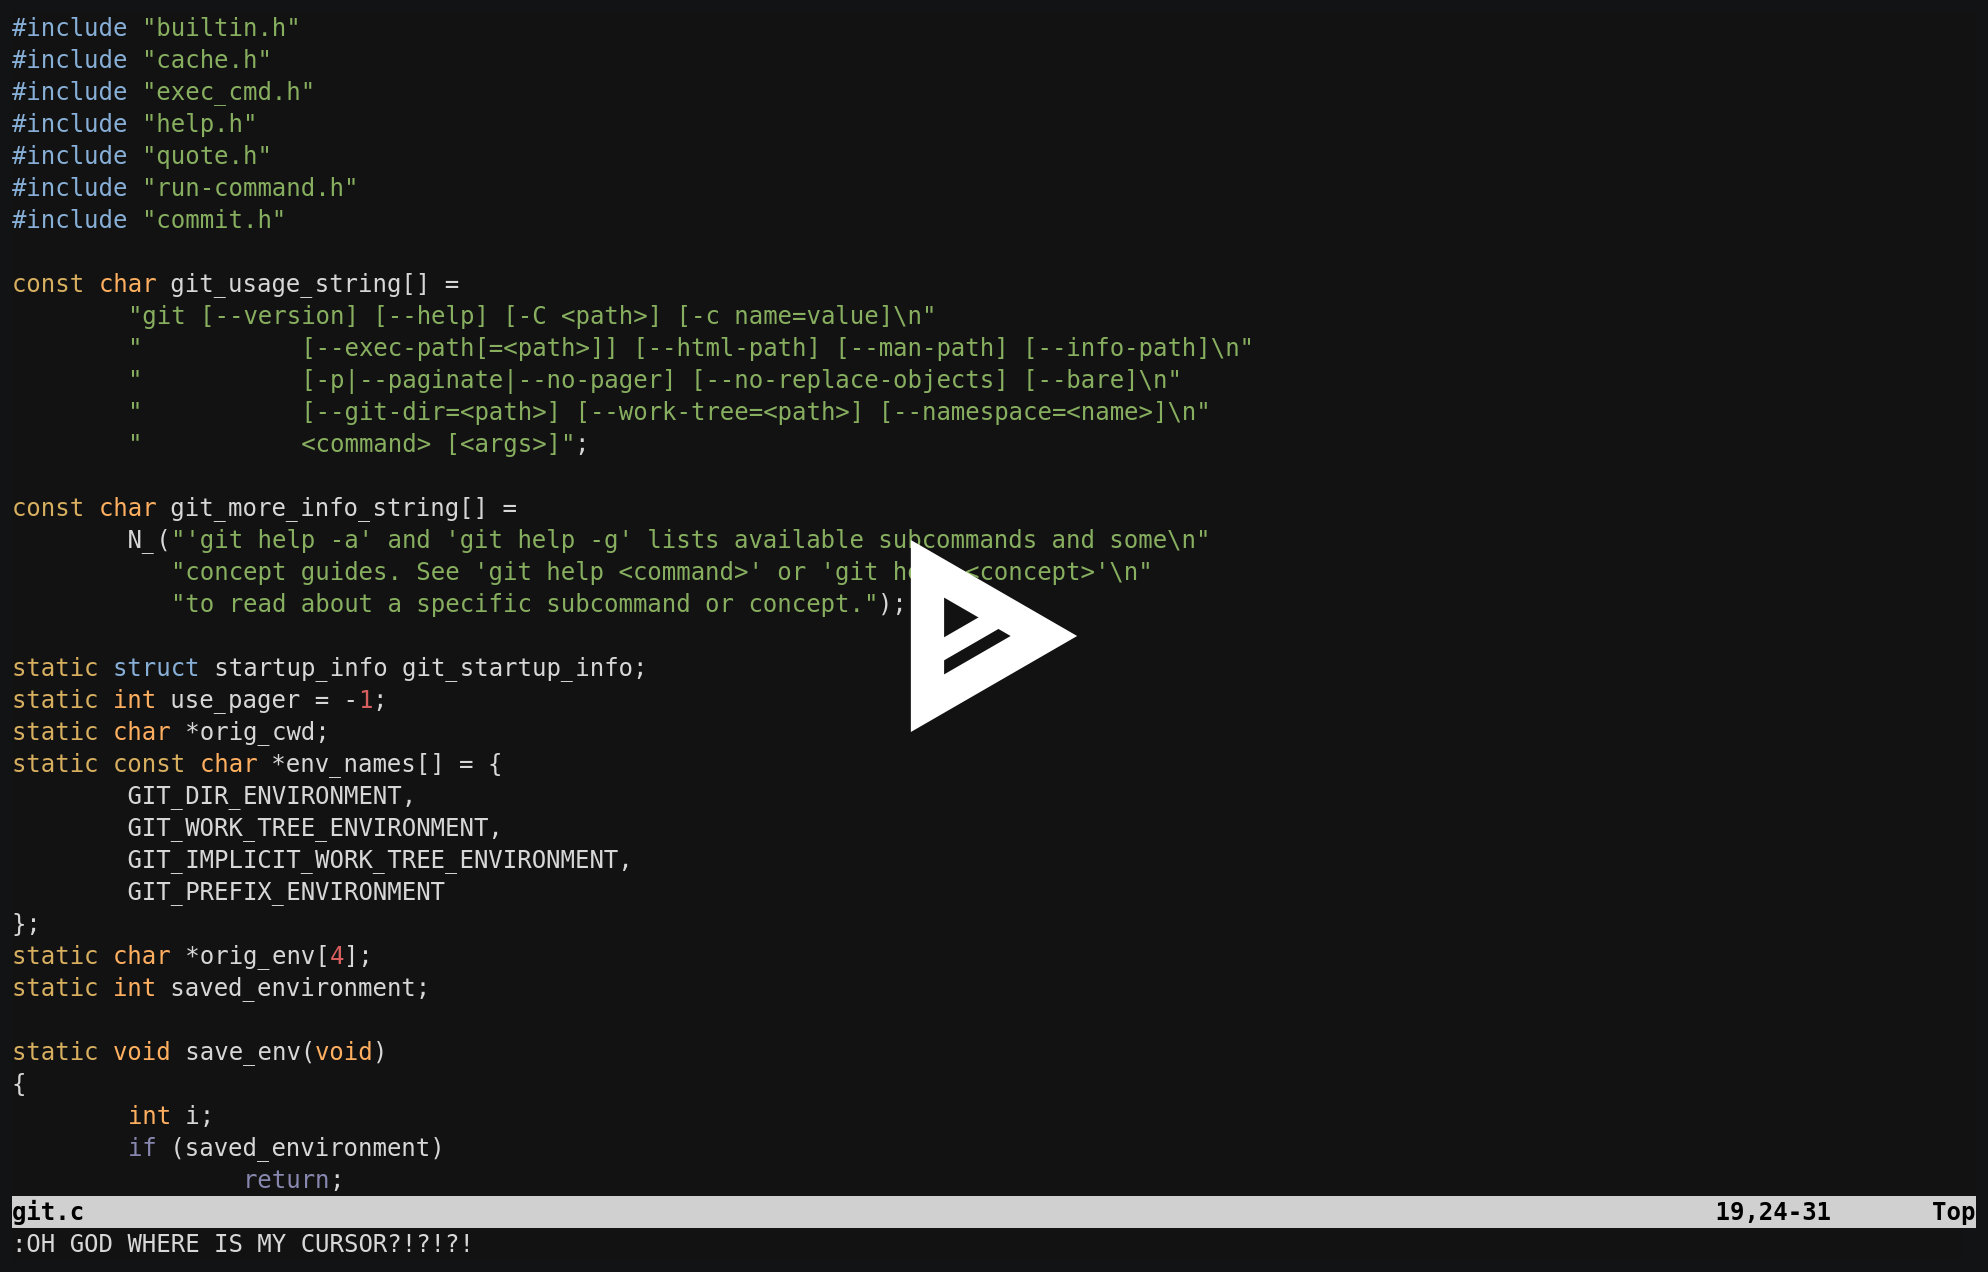 #include "builtin.h"
#include "cache.h"
#include "exec_cmd.h"
#include "help.h"
#include "quote.h"
#include "run-command.h"
#include "commit.h"

const char git_usage_string[] =
        "git [--version] [--help] [-C <path>] [-c name=value]\n"
        "           [--exec-path[=<path>]] [--html-path] [--man-path] [--info-path]\n"
        "           [-p|--paginate|--no-pager] [--no-replace-objects] [--bare]\n"
        "           [--git-dir=<path>] [--work-tree=<path>] [--namespace=<name>]\n"
        "           <command> [<args>]";

const char git_more_info_string[] =
        N_("'git help -a' and 'git help -g' lists available subcommands and some\n"
           "concept guides. See 'git help <command>' or 'git help <concept>'\n"
           "to read about a specific subcommand or concept.");

static struct startup_info git_startup_info;
static int use_pager = -1;
static char *orig_cwd;
static const char *env_names[] = {
        GIT_DIR_ENVIRONMENT,
        GIT_WORK_TREE_ENVIRONMENT,
        GIT_IMPLICIT_WORK_TREE_ENVIRONMENT,
        GIT_PREFIX_ENVIRONMENT
};
static char *orig_env[4];
static int saved_environment;

static void save_env(void)
{
        int i;
        if (saved_environment)
                return;
git.c 19,24-31 Top
:OH GOD WHERE IS MY CURSOR?!?!?!